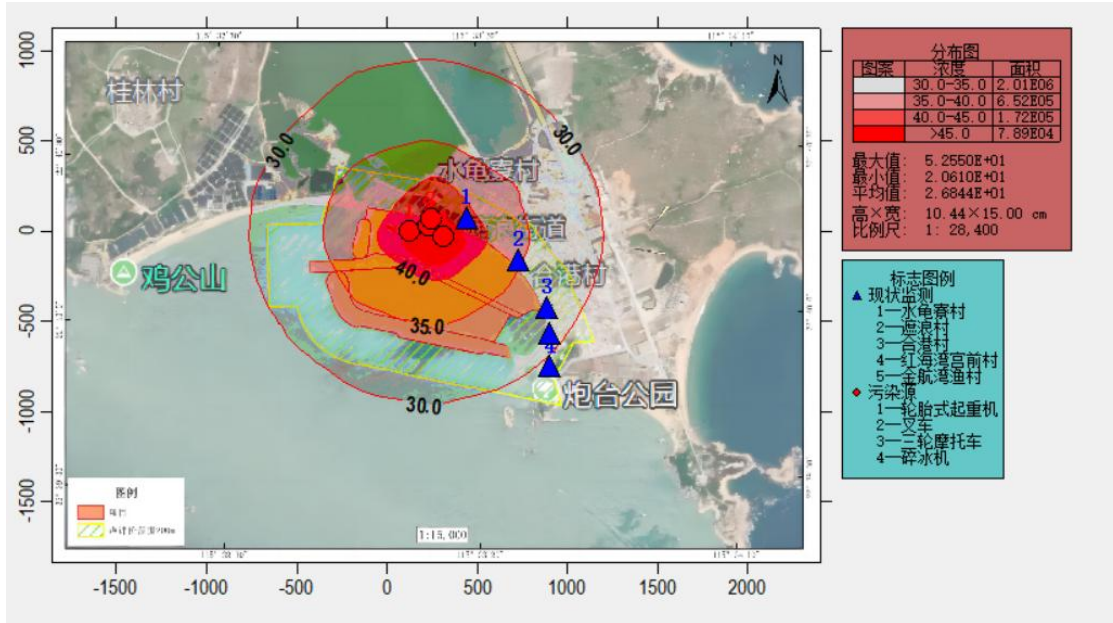 桂林村
水龟寮村
合港村
鸡公山
炮台公园
N
30.0
30.0
40.0
35.0
30.0
1
2
3
4
1000
500
0
-500
-1000
-1500
-1500
-1000
-500
0
500
1000
1500
2000
图例
项目
1:15,000
分布图
图案 浓度 面积
30.0-35.0 2.01E06
35.0-40.0 6.52E05
40.0-45.0 1.72E05
>45.0 7.89E04
最大值: 5.2550E+01
最小值: 2.0610E+01
平均值: 2.6844E+01
高×宽: 10.44×15.00 cm
比例尺: 1: 28,400
标志图例
现状监测
1—水龟寮村
2—遮浪村
3—合港村
4—红海湾宫前村
5—金航湾渔村
污染源
1—轮胎式起重机
2—叉车
3—三轮摩托车
4—碎冰机